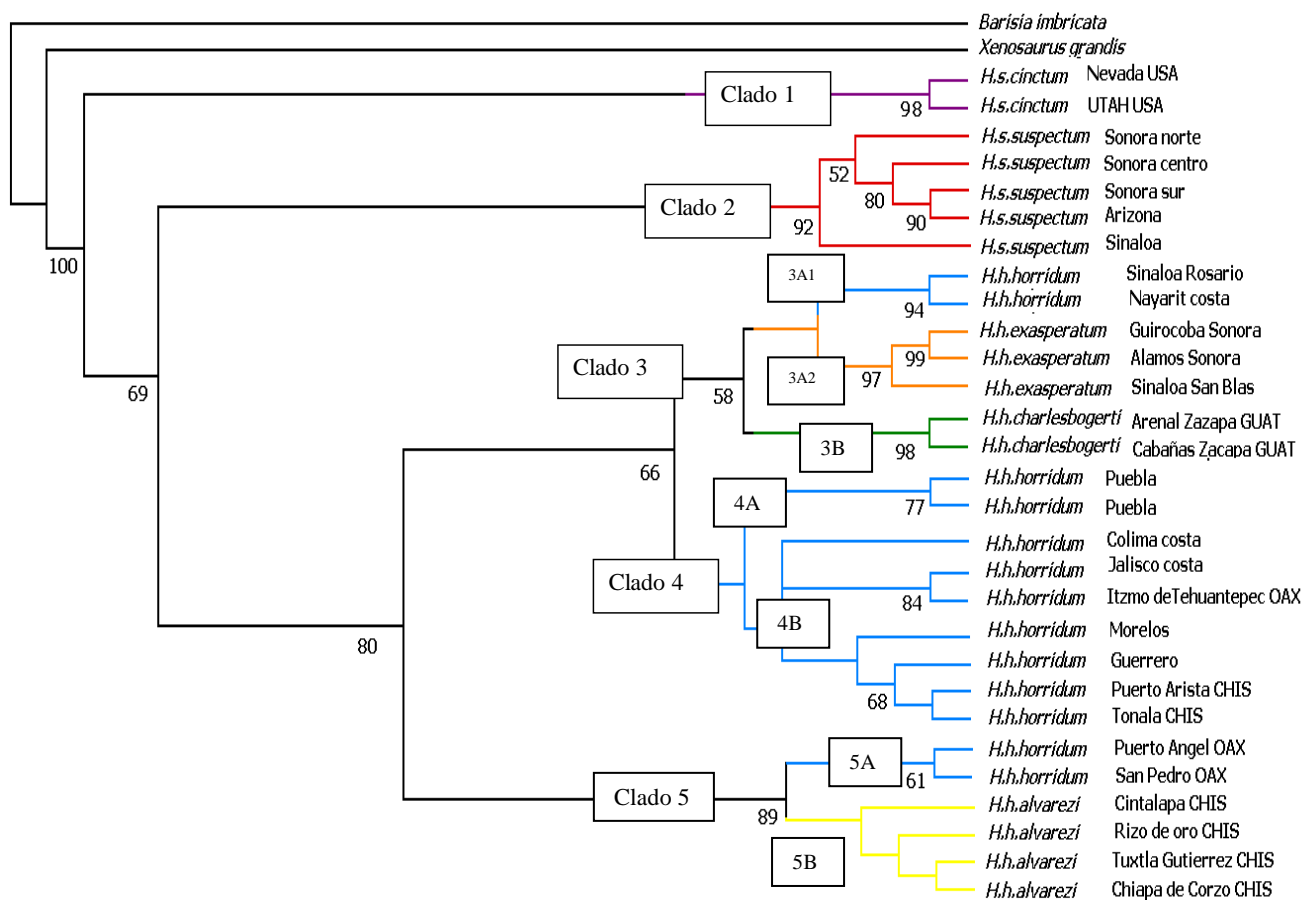 Barisia imbricata
Xenosaurus grandis
H.s.cinctum Nevada USA
Clado 1
98
H.s.cinctum UTAH USA
H.s.suspectum Sonora norte
52
H.s.suspectum Sonora centro
80
Clado 2
H.s.suspectum Sonora sur
92
90
H.s.suspectum Arizona
H.s.suspectum Sinaloa
100
3A1
H.h.horridum Sinaloa Rosario
94
H.h.horridum Nayarit costa
H.h.exasperatum Guirocoba Sonora
Clado 3
99
H.h.exasperatum Alamos Sonora
69
58
3A2
97
H.h.exasperatum Sinaloa San Blas
H.h.charlesbogerti Arenal Zazapa GUAT
3B
98
H.h.charlesbogerti Cabañas Zacapa GUAT
66
H.h.horridum Puebla
4A
77
H.h.horridum Puebla
H.h.horridum Colima costa
H.h.horridum Jalisco costa
Clado 4
84
H.h.horridum Itzmo deTehuantepec OAX
4B
H.h.horridum Morelos
80
H.h.horridum Guerrero
68
H.h.horridum Puerto Arista CHIS
H.h.horridum Tonala CHIS
H.h.horridum Puerto Angel OAX
5A
61
H.h.horridum San Pedro OAX
Clado 5
89
H.h.alvarezi Cintalapa CHIS
H.h.alvarezi Rizo de oro CHIS
5B
H.h.alvarezi Tuxtla Gutierrez CHIS
H.h.alvarezi Chiapa de Corzo CHIS